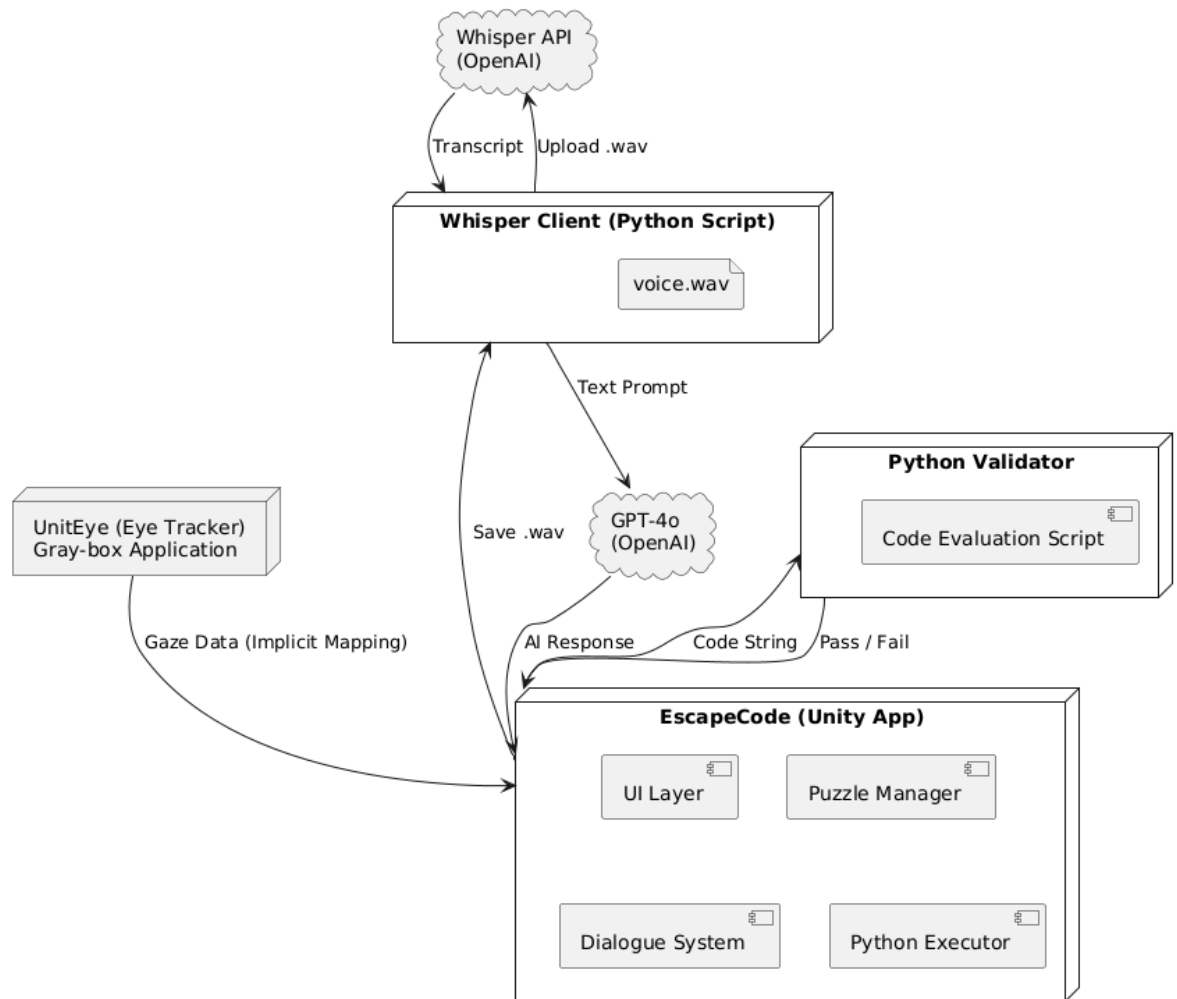 Whisper API
(OpenAI)
Transcript
Upload .wav
Whisper Client (Python Script)
voice.wav
Text Prompt
Python Validator
Code Evaluation Script
UnitEye (Eye Tracker)
Gray-box Application
GPT-4o
(OpenAI)
Save .wav
Gaze Data (Implicit Mapping)
AI Response
Code String
Pass / Fail
EscapeCode (Unity App)
UI Layer
Puzzle Manager
Dialogue System
Python Executor